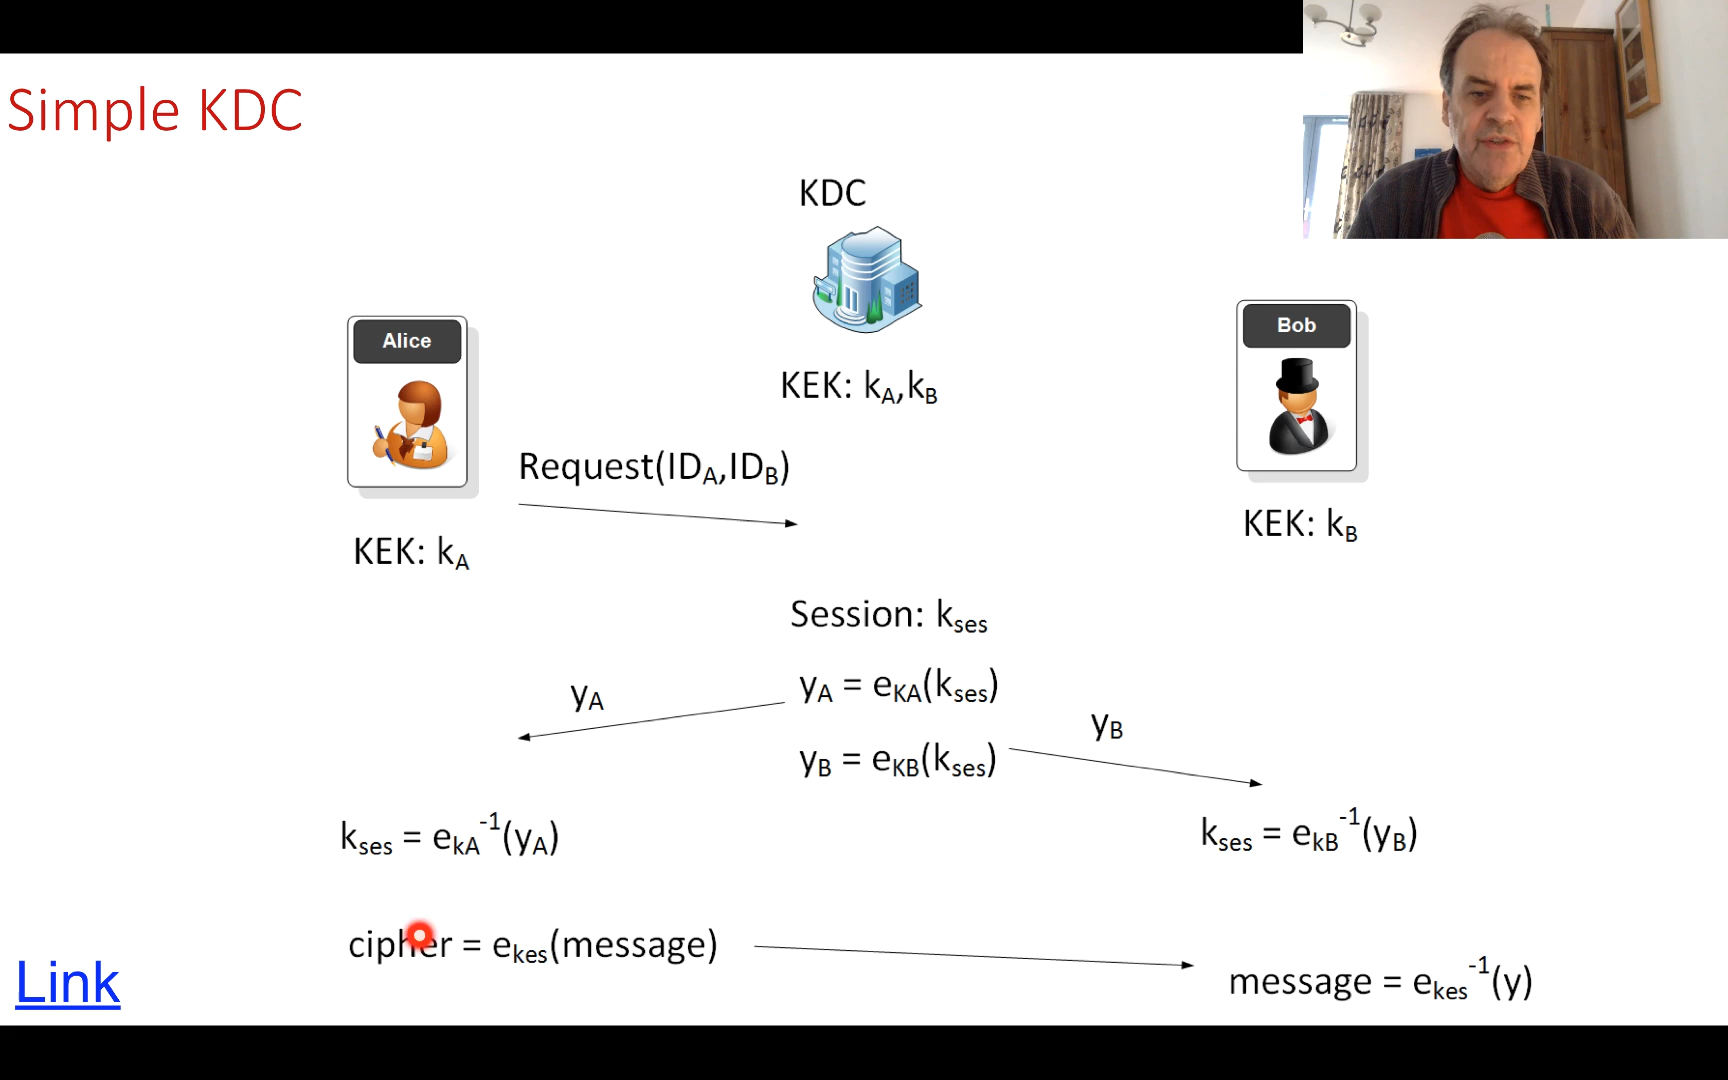 Simple KDC
KDC
Alice
Bob
KEK: kA,kB
Request(IDA,IDB)
KEK: kA
KEK: kB
Session: kses
yA = eKA(kses)
yA
yB
yB = eKB(kses)
kses = ekA-1(yA)
kses = ekB-1(yB)
cipher = ekes(message)
message = ekes-1(y)
Link